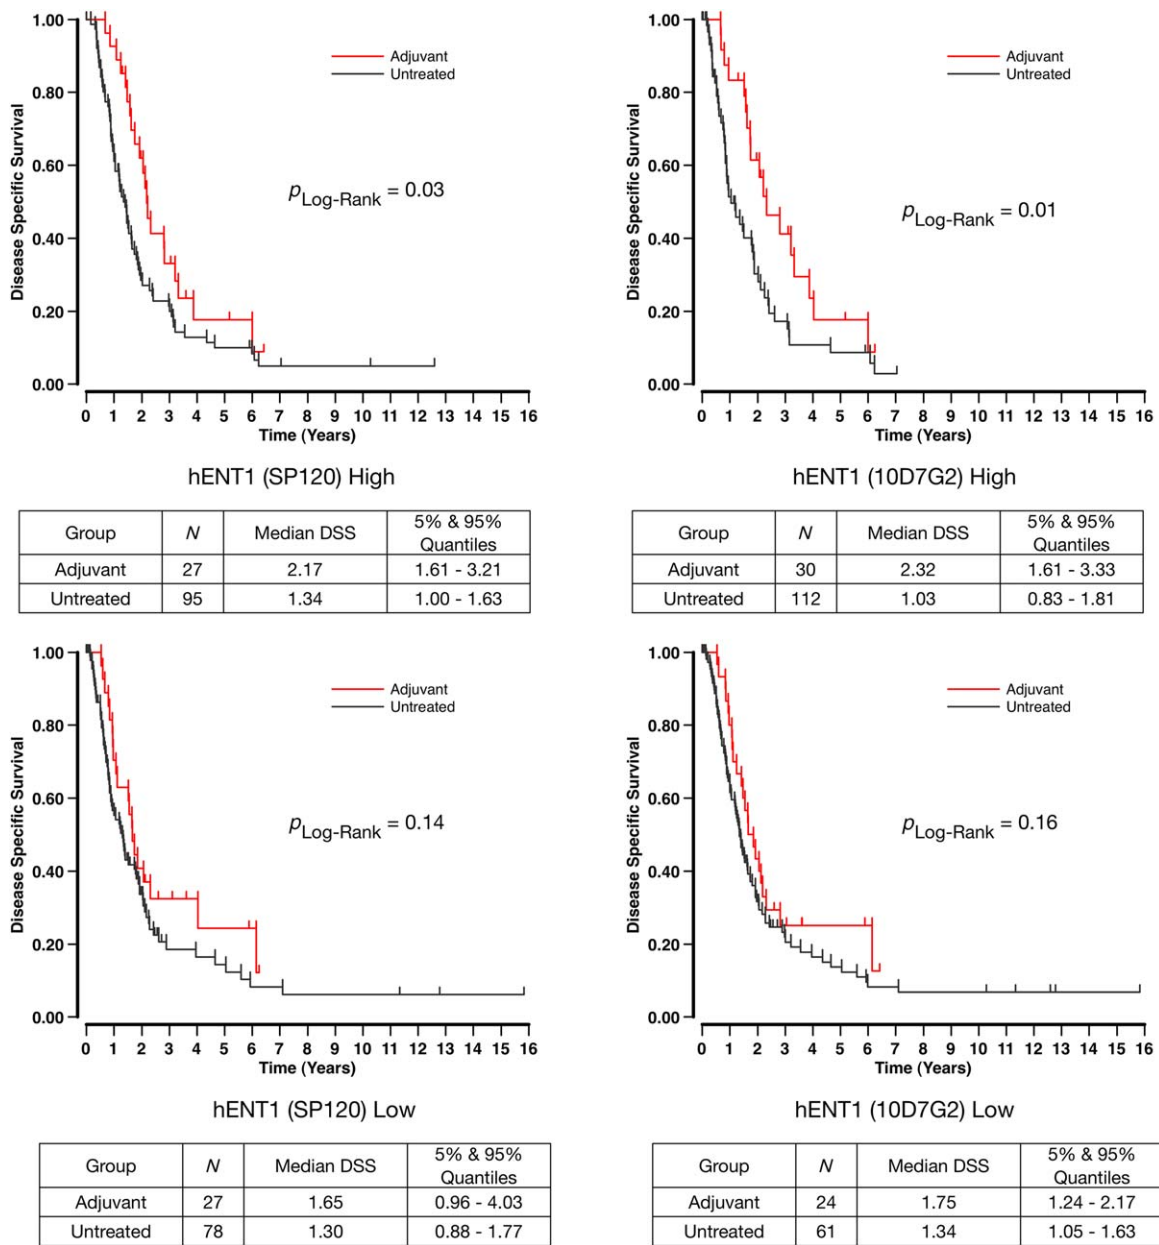 1.00
0.80
0.60
0.40
0.20
0.00
Disease Specific Survival
Adjuvant
Untreated
pLog-Rank = 0.03
0 1 2 3 4 5 6 7 8 9 10 11 12 13 14 15 16
Time (Years)
hENT1 (SP120) High
Group N Median DSS 5% & 95%
Quantiles
Adjuvant 27 2.17 1.61 - 3.21
Untreated 95 1.34 1.00 - 1.63
1.00
0.80
0.60
0.40
0.20
0.00
Disease Specific Survival
Adjuvant
Untreated
pLog-Rank = 0.01
0 1 2 3 4 5 6 7 8 9 10 11 12 13 14 15 16
Time (Years)
hENT1 (10D7G2) High
Group N Median DSS 5% & 95%
Quantiles
Adjuvant 30 2.32 1.61 - 3.33
Untreated 112 1.03 0.83 - 1.81
1.00
0.80
0.60
0.40
0.20
0.00
Disease Specific Survival
Adjuvant
Untreated
pLog-Rank = 0.14
0 1 2 3 4 5 6 7 8 9 10 11 12 13 14 15 16
Time (Years)
hENT1 (SP120) Low
Group N Median DSS 5% & 95%
Quantiles
Adjuvant 27 1.65 0.96 - 4.03
Untreated 78 1.30 0.88 - 1.77
1.00
0.80
0.60
0.40
0.20
0.00
Disease Specific Survival
Adjuvant
Untreated
pLog-Rank = 0.16
0 1 2 3 4 5 6 7 8 9 10 11 12 13 14 15 16
Time (Years)
hENT1 (10D7G2) Low
Group N Median DSS 5% & 95%
Quantiles
Adjuvant 24 1.75 1.24 - 2.17
Untreated 61 1.34 1.05 - 1.63